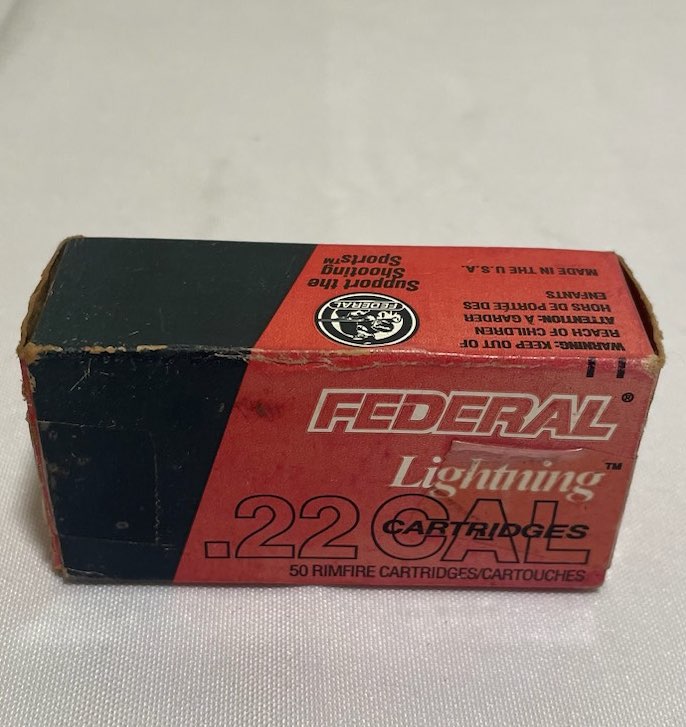 Support the
Shooting
Sports™
FEDERAL
MADE IN THE U.S.A.
WARNING: KEEP OUT OF
REACH OF CHILDREN
ATTENTION: À GARDER
HORS DE PORTÉE DES
ENFANTS
FEDERAL®
Lightning™
.22 CAL
CARTRIDGES
50 RIMFIRE CARTRIDGES/CARTOUCHES